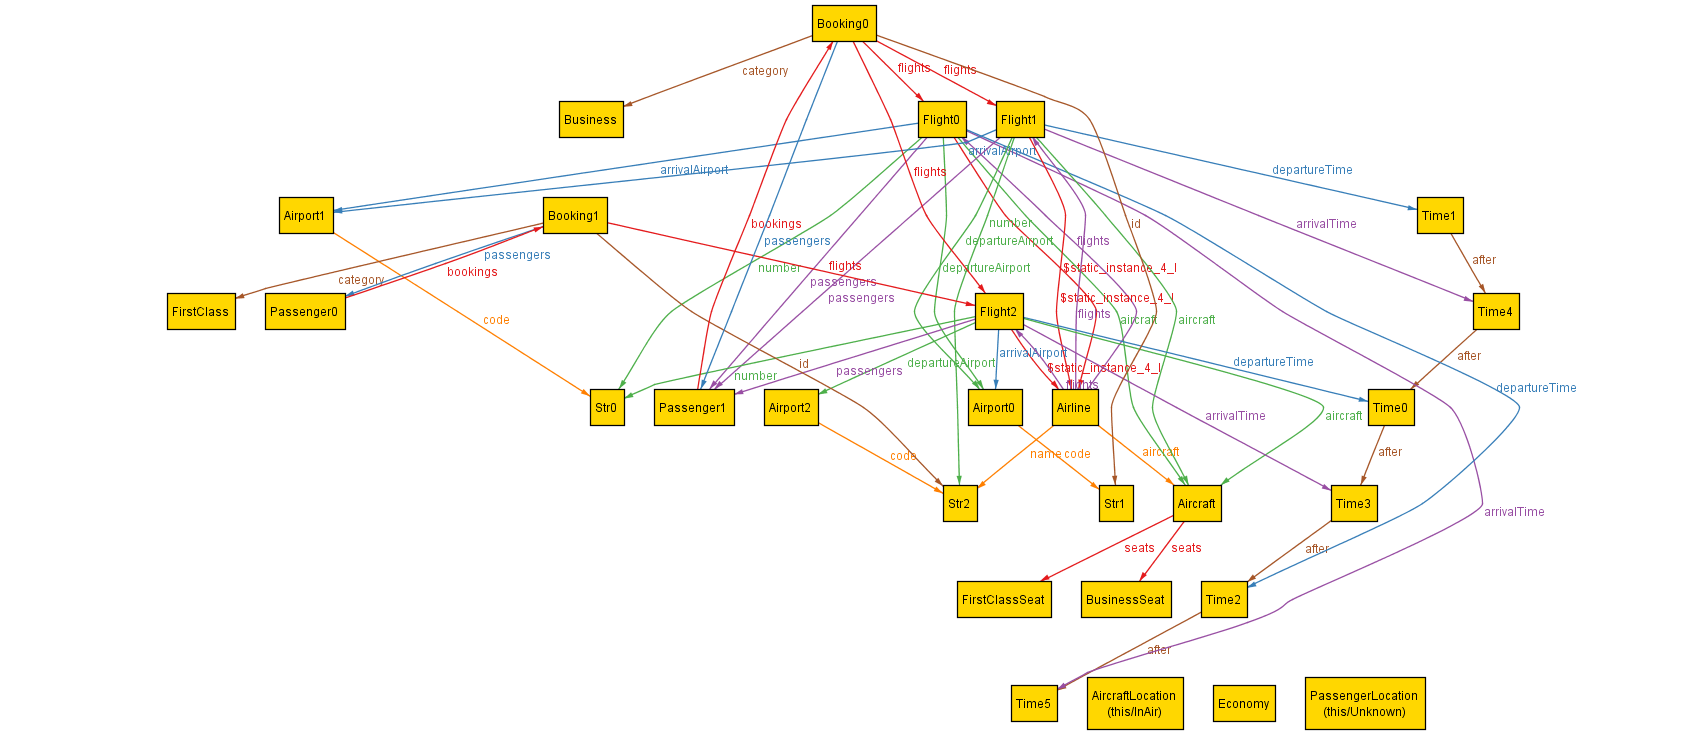 Booking0
flights
flights
category
Business
Flight0
Flight1
arrivalAirport
arrivalAirport
departureTime
flights
Airport1
Booking1
Time1
bookings
number
id
arrivalTime
passengers
departureAirport
flights
passengers
after
category
bookings
number
flights
departureAirport
$static_instance_4_l
passengers
passengers
$static_instance_4_l
FirstClass
Passenger0
Flight2
Time4
code
flights
aircraft
aircraft
id
arrivalAirport
departureAirport
departureTime
after
number
passengers
$static_instance_4_l
flights
departureTime
Str0
Passenger1
Airport2
Airport0
Airline
Time0
arrivalTime
aircraft
code
name
code
aircraft
after
Str2
Str1
Aircraft
Time3
arrivalTime
seats
seats
after
FirstClassSeat
BusinessSeat
Time2
after
Time5
AircraftLocation
(this/InAir)
Economy
PassengerLocation
(this/Unknown)